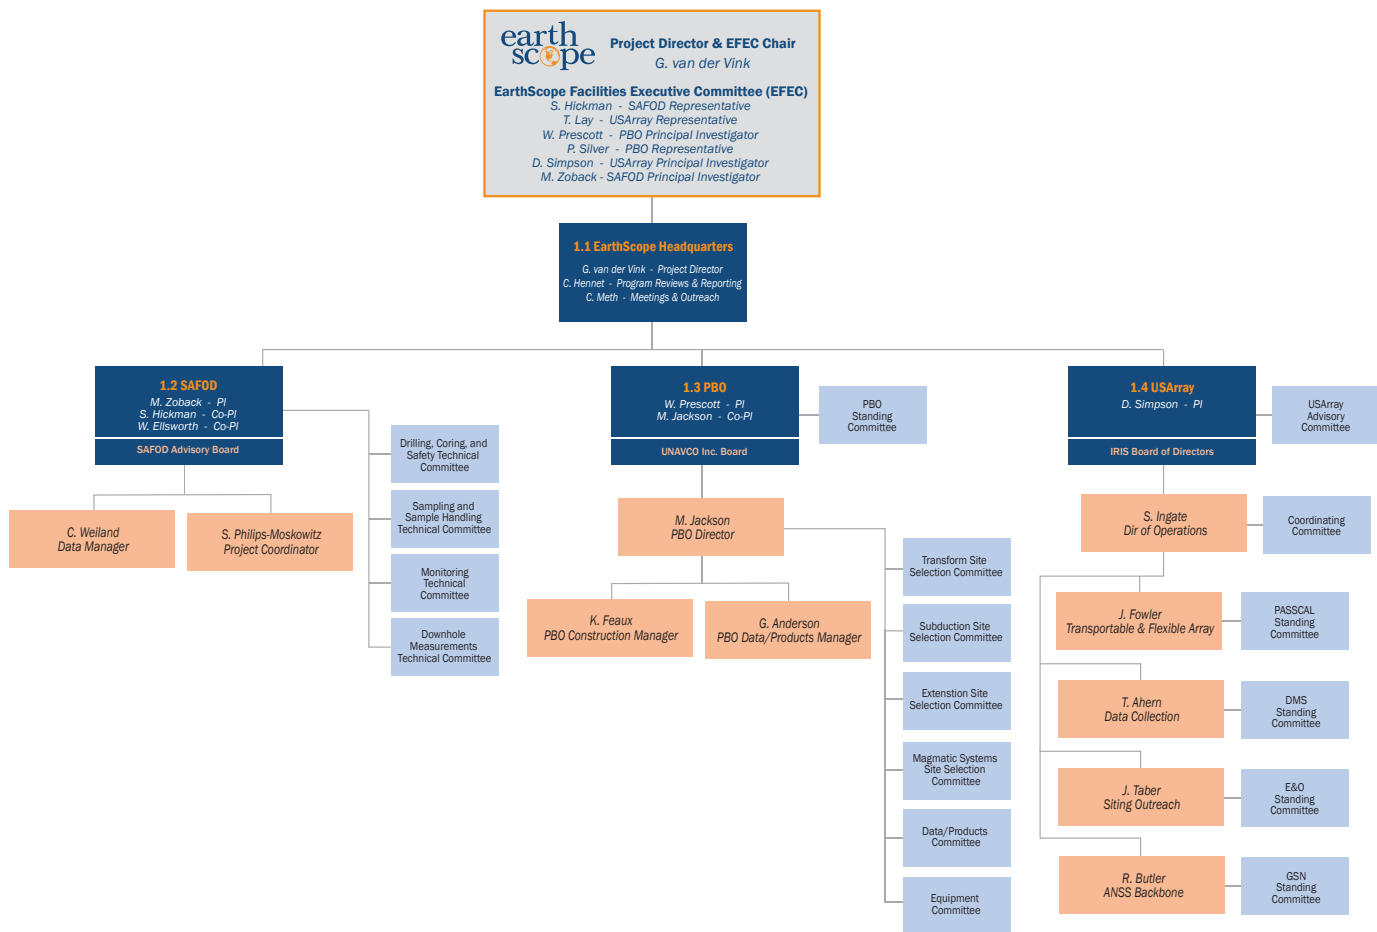 earth
scope
Project Director & EFEC Chair
G. van der Vink
EarthScope Facilities Executive Committee (EFEC)
S. Hickman - SAFOD Representative
T. Lay - USArray Representative
W. Prescott - PBO Principal Investigator
P. Silver - PBO Representative
D. Simpson - USArray Principal Investigator
M. Zoback - SAFOD Principal Investigator
1.1 EarthScope Headquarters
G. van der Vink - Project Director
C. Hennet - Program Reviews & Reporting
C. Meth - Meetings & Outreach
1.2 SAFOD
M. Zoback - PI
S. Hickman - Co-PI
W. Ellsworth - Co-PI
SAFOD Advisory Board
C. Weiland
Data Manager
S. Philips-Moskowitz
Project Coordinator
Drilling, Coring, and
Safety Technical
Committee
Sampling and
Sample Handling
Technical Committee
Monitoring
Technical
Committee
Downhole
Measurements
Technical Committee
1.3 PBO
W. Prescott - PI
M. Jackson - Co-PI
UNAVCO Inc. Board
PBO
Standing
Committee
M. Jackson
PBO Director
K. Feaux
PBO Construction Manager
G. Anderson
PBO Data/Products Manager
Transform Site
Selection Committee
Subduction Site
Selection Committee
Extenstion Site
Selection Committee
Magmatic Systems
Site Selection
Committee
Data/Products
Committee
Equipment
Committee
1.4 USArray
D. Simpson - PI
IRIS Board of Directors
USArray
Advisory
Committee
S. Ingate
Dir of Operations
Coordinating
Committee
J. Fowler
Transportable & Flexible Array
PASSCAL
Standing
Committee
T. Ahern
Data Collection
DMS
Standing
Committee
J. Taber
Siting Outreach
E&O
Standing
Committee
R. Butler
ANSS Backbone
GSN
Standing
Committee